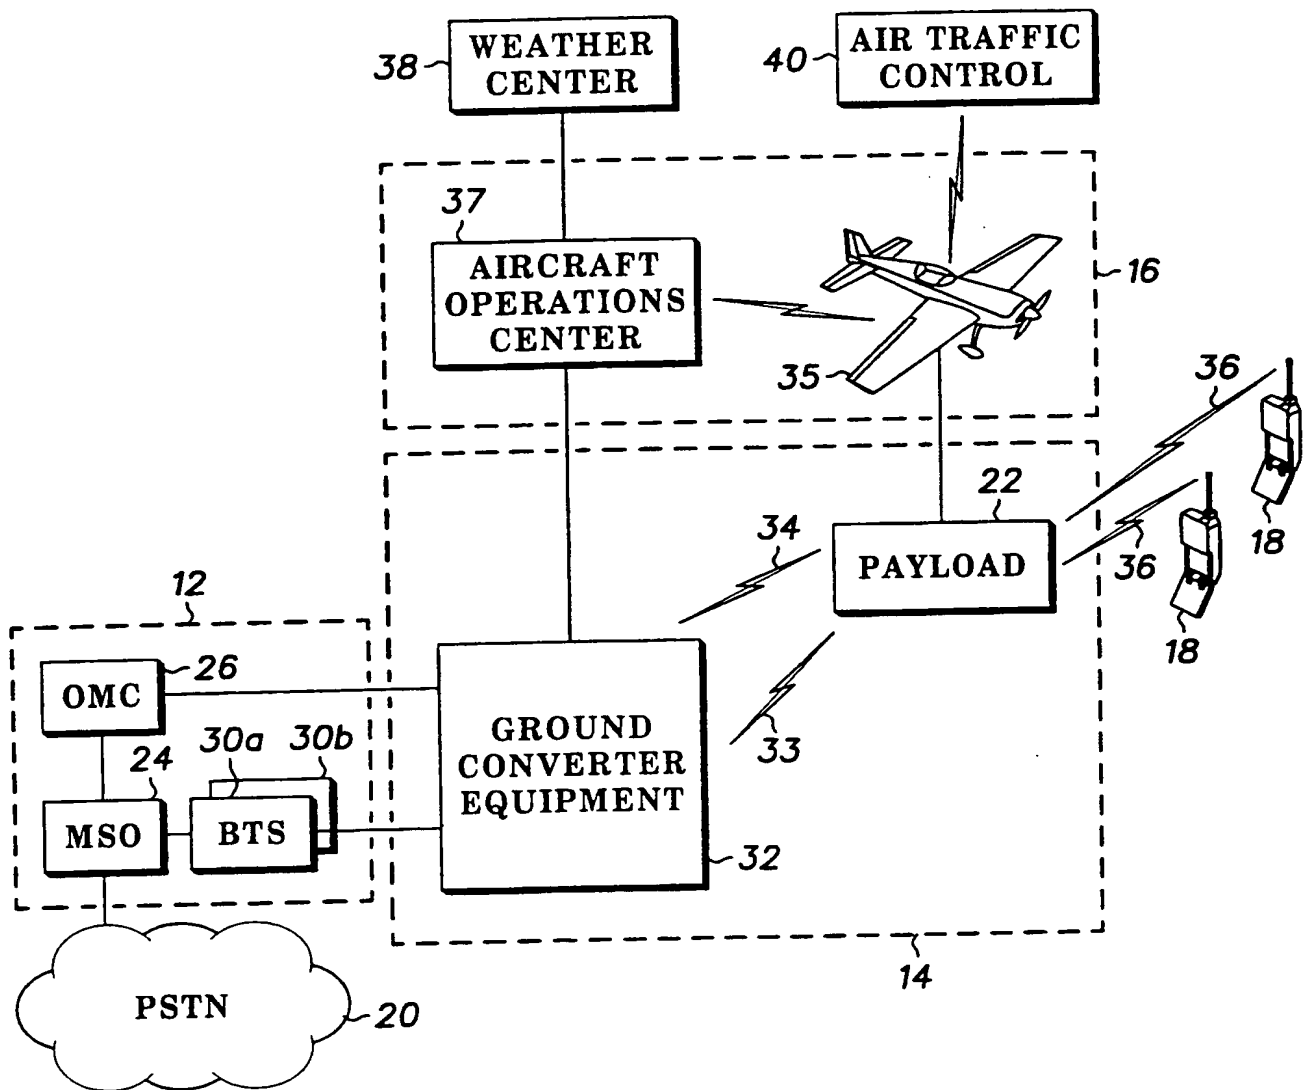 38
WEATHER
CENTER
40
AIR TRAFFIC
CONTROL
37
AIRCRAFT
OPERATIONS
CENTER
35
16
36
18
36
18
22
PAYLOAD
34
33
12
OMC
26
24
MSO
30a
30b
BTS
GROUND
CONVERTER
EQUIPMENT
32
14
PSTN
20